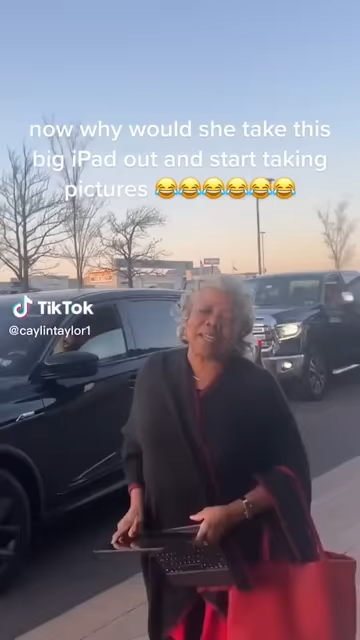 now why would she take this
big iPad out and start taking
pictures 😂😂😂😂😂😂
TikTok
@caylintaylor1